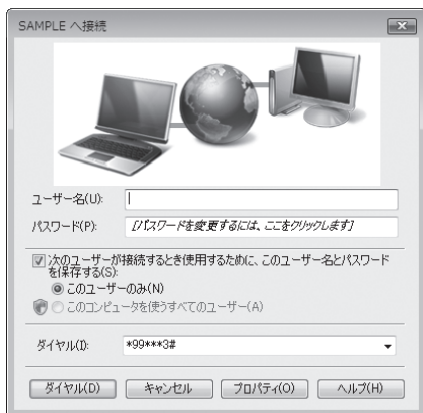 SAMPLE へ接続
ユーザー名(U):
パスワード(P): [パスワードを変更するには、ここをクリックします]
次のユーザーが接続するとき使用するために、このユーザー名とパスワード
を保存する(S):
このユーザーのみ(N)
このコンピュータを使うすべてのユーザー(A)
ダイヤル(I): *99***3#
ダイヤル(D) キャンセル プロパティ(O) ヘルプ(H)